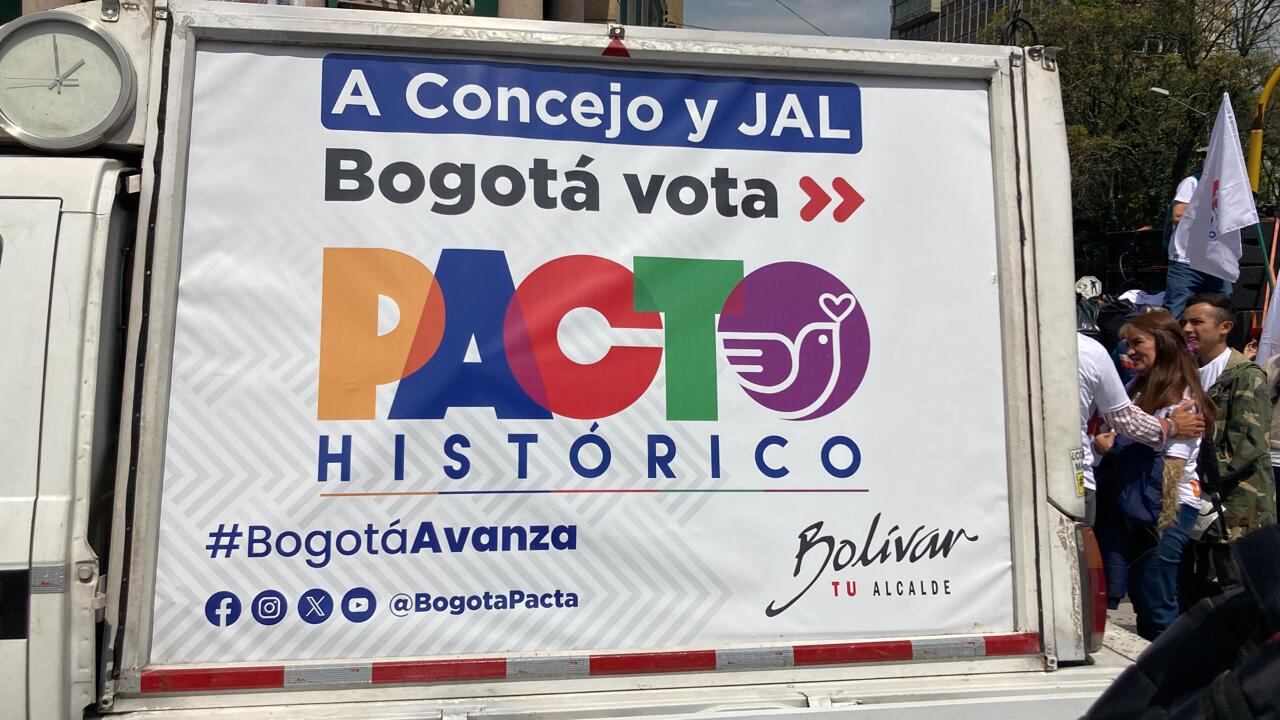 A Concejo y JAL
Bogotá vota
PACTO
HISTÓRICO
#BogotáAvanza
@BogotaPacta
Bolívar
TU ALCALDE